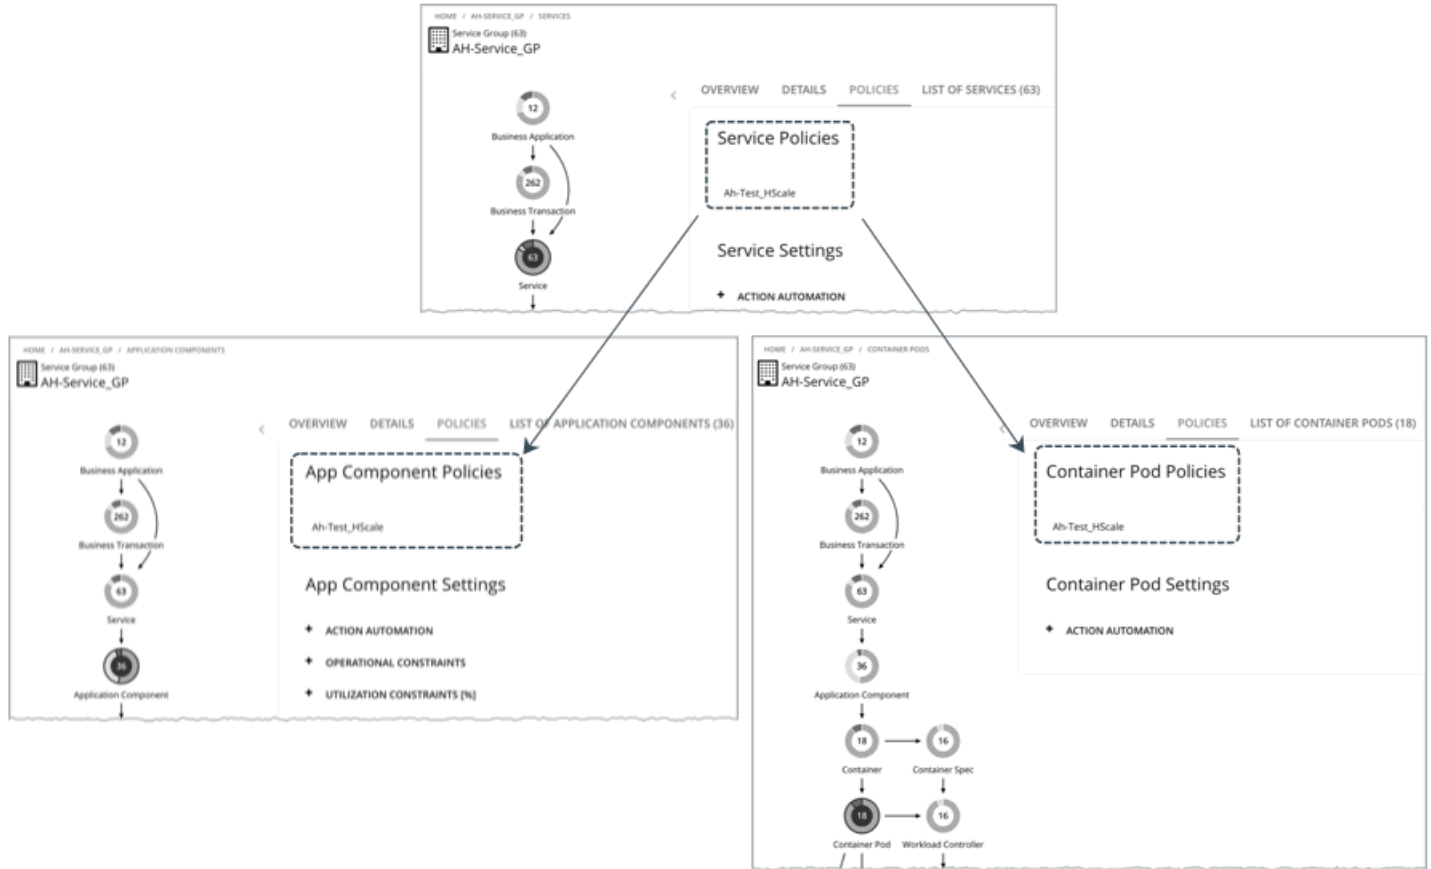 HOME / AH-SERVICE_GP / SERVICES
Service Group (63)
AH-Service_GP
OVERVIEW DETAILS POLICIES LIST OF SERVICES (63)
12
Business Application
262
Business Transaction
63
Service
Service Policies
Ah-Test_HScale
Service Settings
+ ACTION AUTOMATION
HOME / AH-SERVICE_GP / APPLICATION COMPONENTS
Service Group (63)
AH-Service_GP
OVERVIEW DETAILS POLICIES LIST OF APPLICATION COMPONENTS (36)
12
Business Application
262
Business Transaction
63
Service
36
Application Component
App Component Policies
Ah-Test_HScale
App Component Settings
+ ACTION AUTOMATION
+ OPERATIONAL CONSTRAINTS
+ UTILIZATION CONSTRAINTS [%]
HOME / AH-SERVICE_GP / CONTAINER PODS
Service Group (63)
AH-Service_GP
OVERVIEW DETAILS POLICIES LIST OF CONTAINER PODS (18)
12
Business Application
262
Business Transaction
63
Service
36
Application Component
18 16
Container Container Spec
18 16
Container Pod Workload Controller
Container Pod Policies
Ah-Test_HScale
Container Pod Settings
+ ACTION AUTOMATION